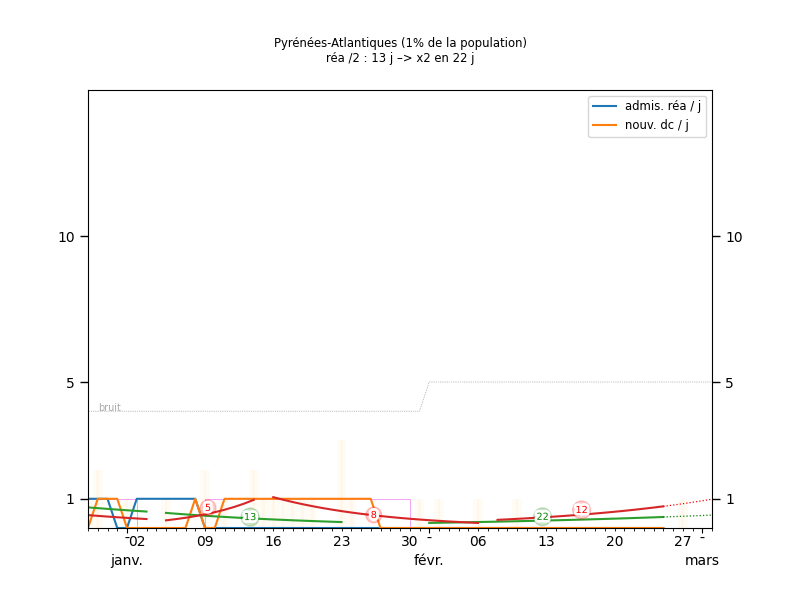 Pyrénées-Atlantiques (1% de la population)
réa /2 : 13 j –> x2 en 22 j
admis. réa / j
nouv. dc / j
10 10
5 5
bruit
1 1
5 13 8 22 12
02 09 16 23 30 06 13 20 27
janv. févr. mars